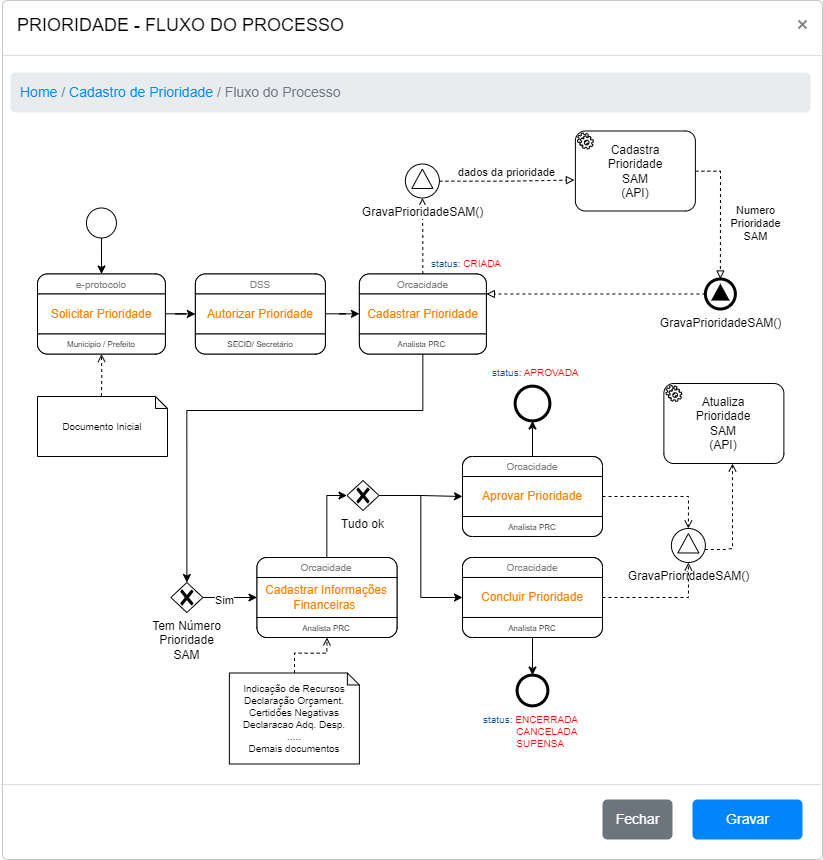 PRIORIDADE - FLUXO DO PROCESSO
×
Home / Cadastro de Prioridade / Fluxo do Processo
Cadastra
Prioridade
SAM
(API)
dados da prioridade
GravaPrioridadeSAM()
Numero
Prioridade
SAM
status: CRIADA
e-protocolo
Solicitar Prioridade
Município / Prefeito
DSS
Autorizar Prioridade
SECID/ Secretário
Orcacidade
Cadastrar Prioridade
Analista PRC
GravaPrioridadeSAM()
Documento Inicial
status: APROVADA
Atualiza
Prioridade
SAM
(API)
Orcacidade
Aprovar Prioridade
Analista PRC
Tudo ok
GravaPrioridadeSAM()
Orcacidade
Cadastrar Informações
Financeiras
Analista PRC
Orcacidade
Concluir Prioridade
Analista PRC
Sim
Tem Número
Prioridade
SAM
Indicação de Recursos
Declaração Orçament.
Certidões Negativas
Declaracao Adq. Desp.
.....
Demais documentos
status: ENCERRADA
CANCELADA
SUPENSA
Fechar
Gravar